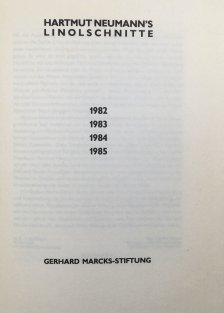 HARTMUT NEUMANN'S
LINOLSCHNITTE
1982
1983
1984
1985
GERHARD MARCKS-STIFTUNG